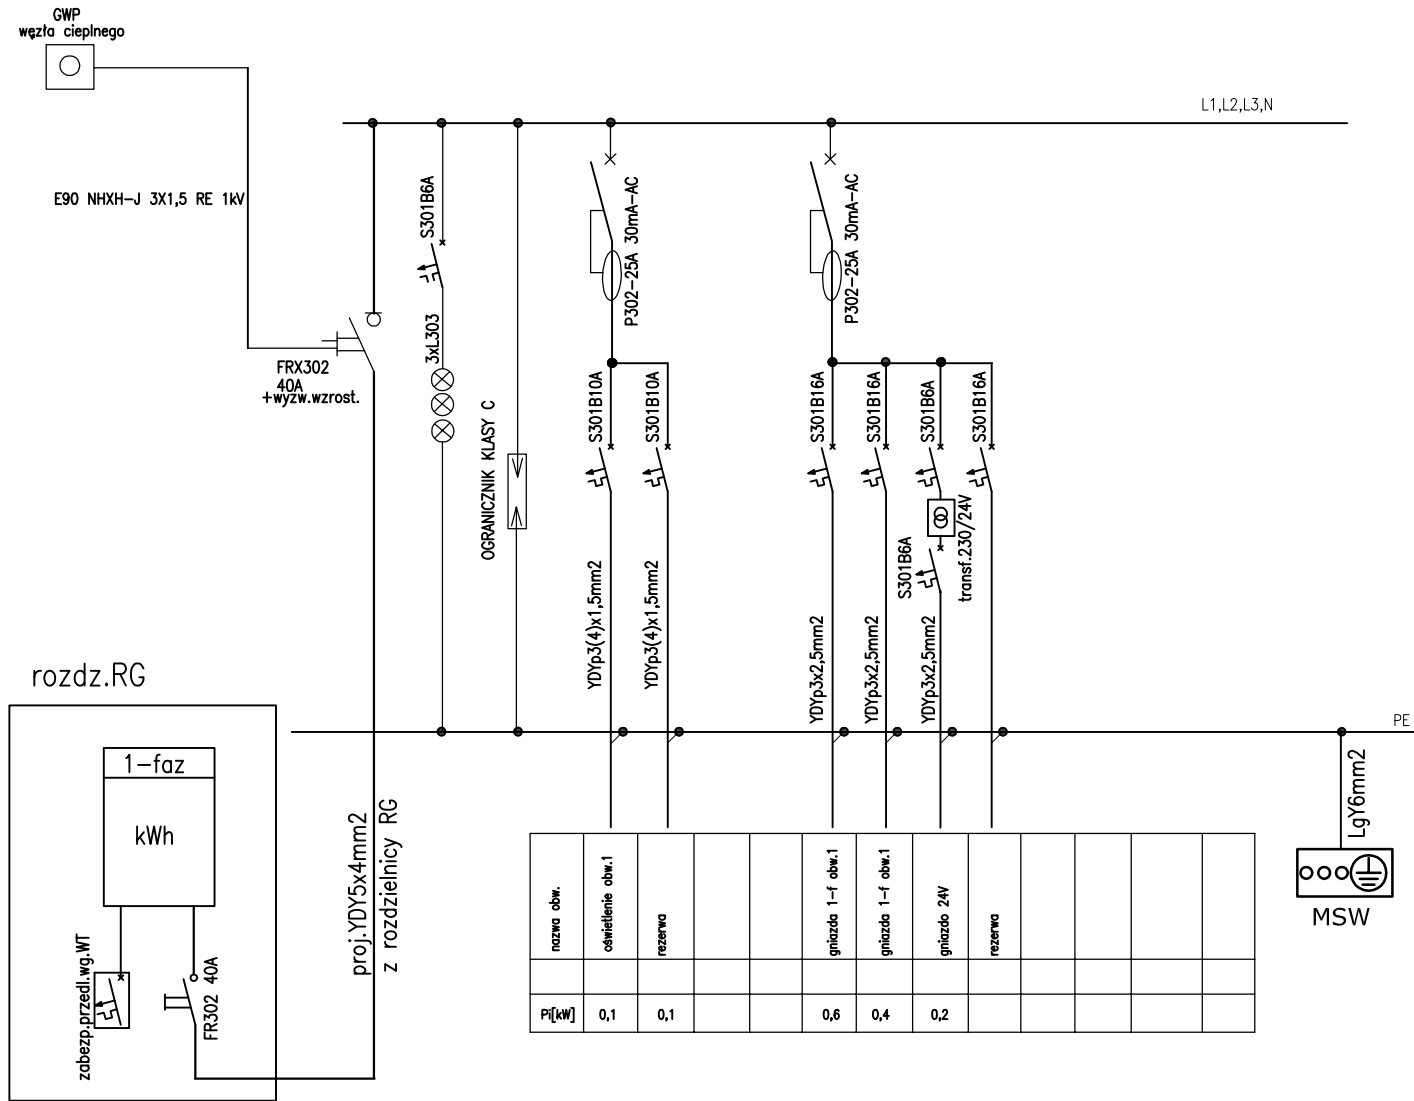 GWP
węzła cieplnego
L1,L2,L3,N
E90 NHXH-J 3X1,5 RE 1kV
S301B6A
P302-25A 30mA-AC
P302-25A 30mA-AC
3xL303
FRX302
40A
+wyzw.wzrost.
OGRANICZNIK KLASY C
S301B10A
S301B10A
S301B16A
S301B16A
S301B6A
S301B16A
S301B6A
transf.230/24V
YDYp3(4)x1,5mm2
YDYp3(4)x1,5mm2
YDYp3x2,5mm2
YDYp3x2,5mm2
YDYp3x2,5mm2
rozdz.RG
PE
1-faz
kWh
zabezp.przedl.wg.WT
FR302 40A
proj.YDY5x4mm2
z rozdzielnicy RG
LgY6mm2
MSW
nazwa obw.
oświetlenie obw.1
rezerwa
gniazda 1-f obw.1
gniazda 1-f obw.1
gniazdo 24V
rezerwa
Pi[kW] 0,1 0,1 0,6 0,4 0,2